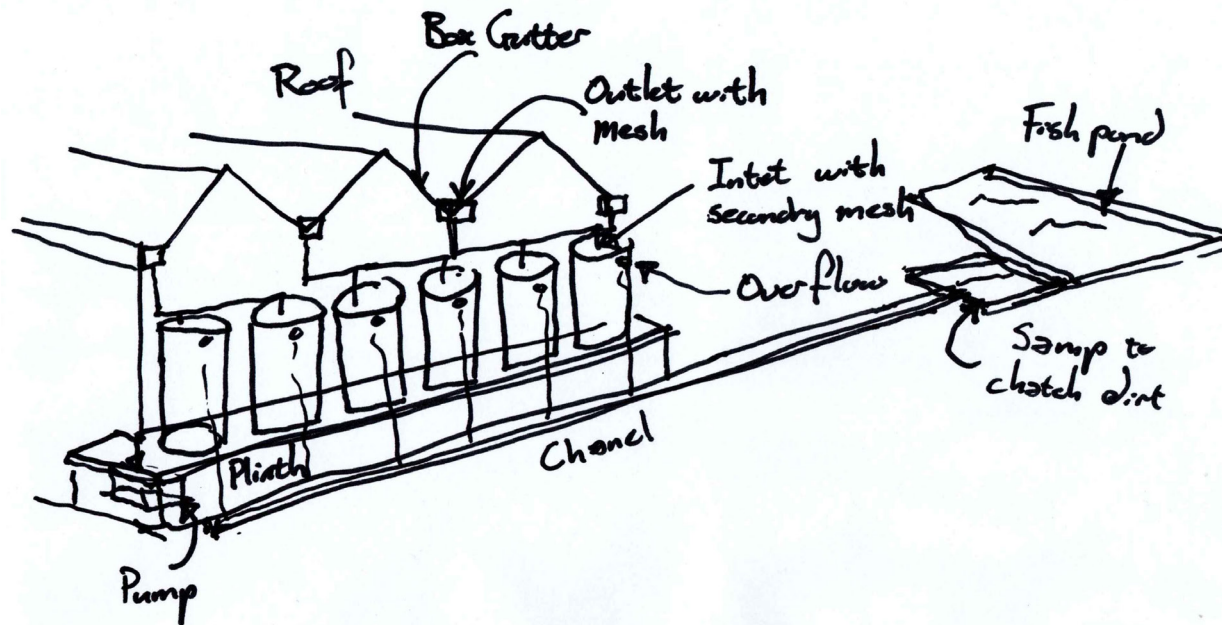 Box Gutter
Roof
Outlet with
mesh
Fish pond
Intet with
secondry mesh
Overflow
Samp to
chatch dirt
Plinth
Chanel
Pump